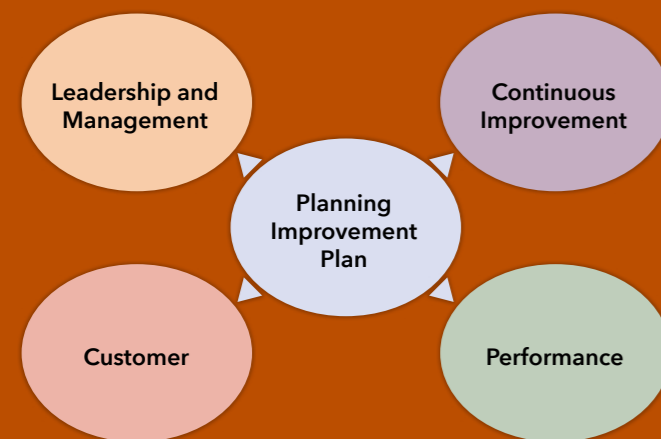 Leadership and
Management
Continuous
Improvement
Planning
Improvement
Plan
Customer
Performance